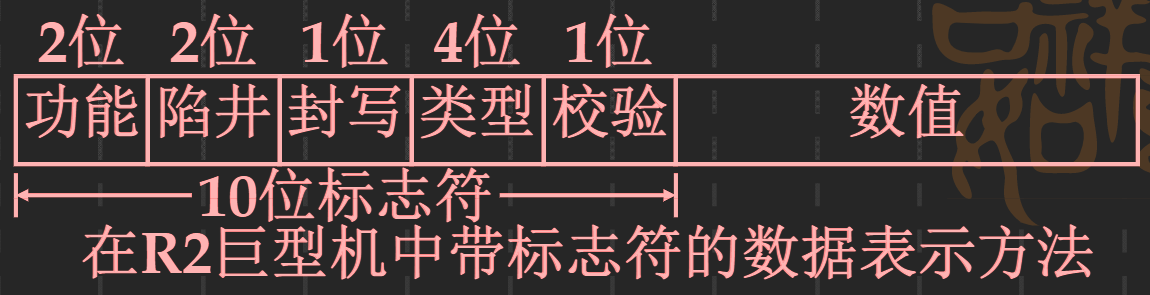 2位 2位 1位 4位 1位
功能 陷井 封写 类型 校验 数值
10位标志符
在R2巨型机中带标志符的数据表示方法